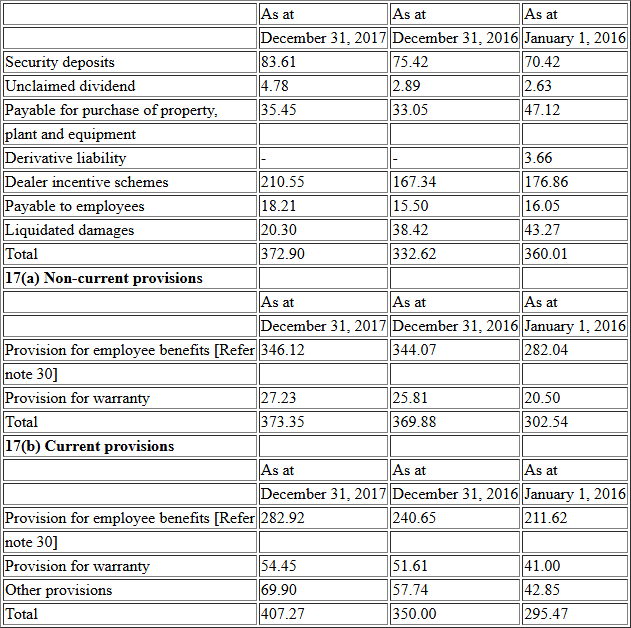 As at As at As at
December 31, 2017 December 31, 2016 January 1, 2016
Security deposits 83.61 75.42 70.42
Unclaimed dividend 4.78 2.89 2.63
Payable for purchase of property, 35.45 33.05 47.12
plant and equipment
Derivative liability - - 3.66
Dealer incentive schemes 210.55 167.34 176.86
Payable to employees 18.21 15.50 16.05
Liquidated damages 20.30 38.42 43.27
Total 372.90 332.62 360.01
17(a) Non-current provisions
As at As at As at
December 31, 2017 December 31, 2016 January 1, 2016
Provision for employee benefits [Refer 346.12 344.07 282.04
note 30]
Provision for warranty 27.23 25.81 20.50
Total 373.35 369.88 302.54
17(b) Current provisions
As at As at As at
December 31, 2017 December 31, 2016 January 1, 2016
Provision for employee benefits [Refer 282.92 240.65 211.62
note 30]
Provision for warranty 54.45 51.61 41.00
Other provisions 69.90 57.74 42.85
Total 407.27 350.00 295.47